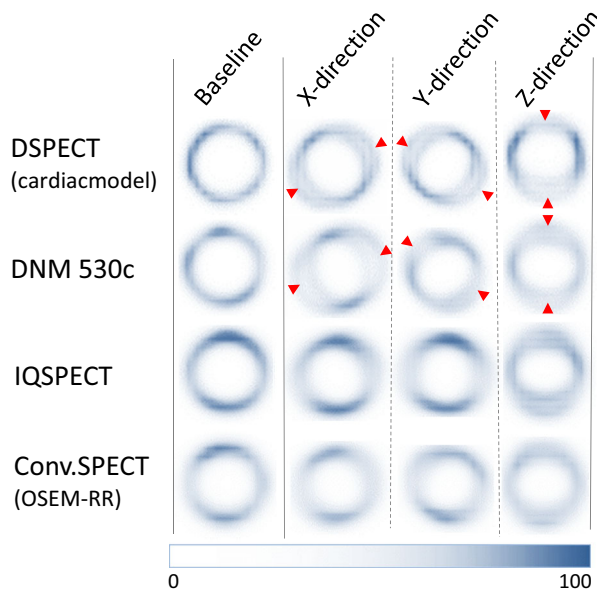 Baseline
X-direction
Y-direction
Z-direction
DSPECT
(cardiacmodel)
DNM 530c
IQSPECT
Conv.SPECT
(OSEM-RR)
0
100